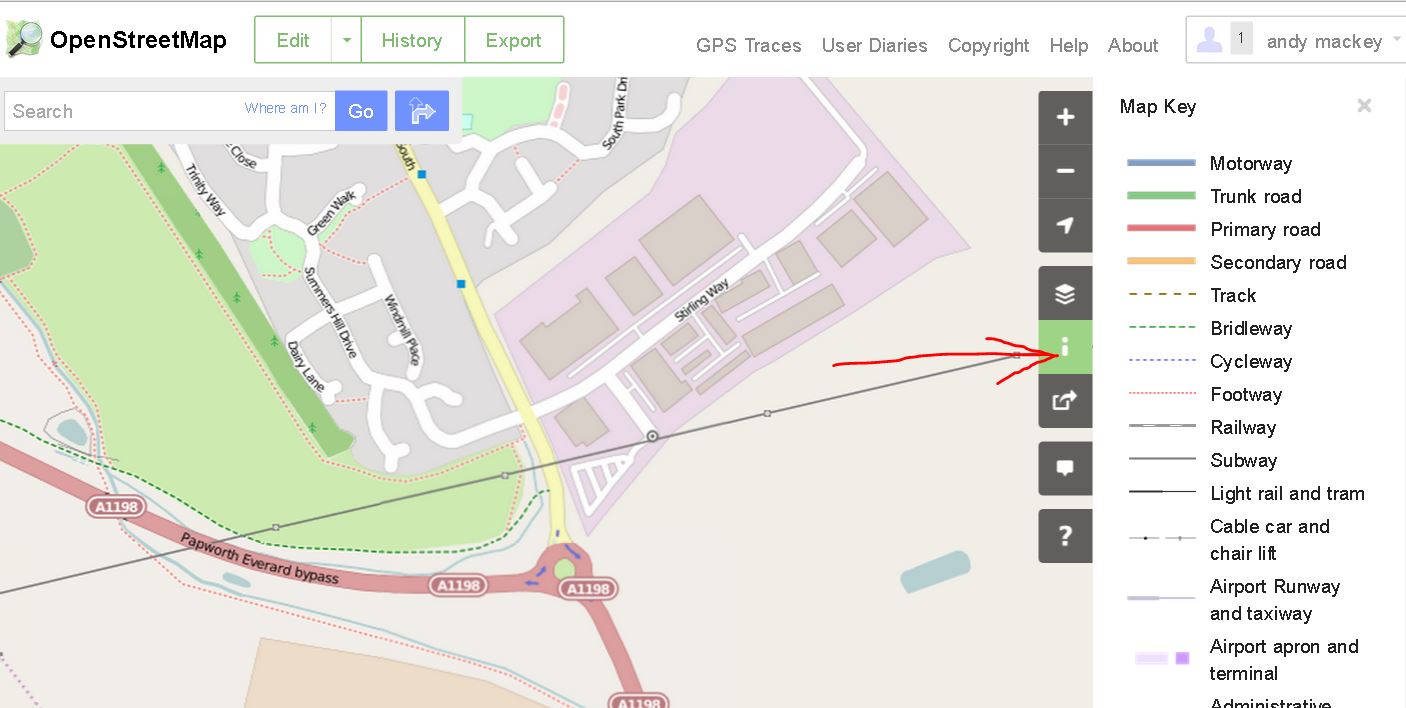 OpenStreetMap
Edit
History
Export
GPS Traces
User Diaries
Copyright
Help
About
1
andy mackey
Search
Where am I?
Go
Map Key
Motorway
Trunk road
Primary road
Secondary road
Track
Bridleway
Cycleway
Footway
Railway
Subway
Light rail and tram
Cable car and
chair lift
Airport Runway
and taxiway
Airport apron and
terminal
Administrative
Close
South
South Park Dri
Trinity Way
Green Walk
Summers Hill Drive
Windmill Place
Dairy Lane
Stirling Way
A1198
Papworth Everard bypass
A1198
A1198
A1198
?